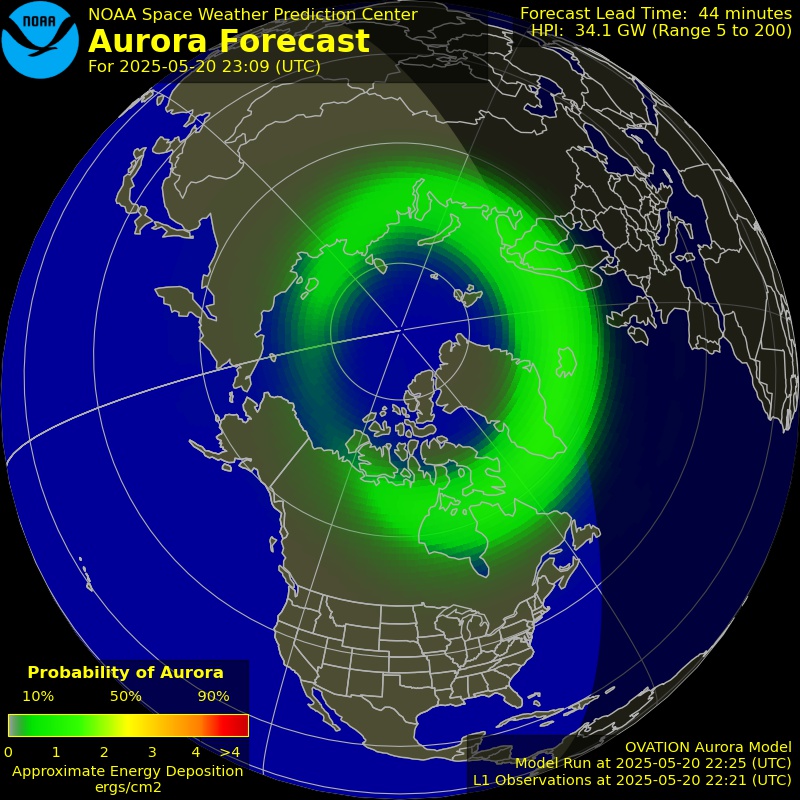 NOAA
NOAA Space Weather Prediction Center
Aurora Forecast
For 2025-05-20 23:09 (UTC)
Forecast Lead Time: 44 minutes
HPI: 34.1 GW (Range 5 to 200)
Probability of Aurora
10% 50% 90%
0 1 2 3 4 >4
Approximate Energy Deposition
ergs/cm2
OVATION Aurora Model
Model Run at 2025-05-20 22:25 (UTC)
L1 Observations at 2025-05-20 22:21 (UTC)